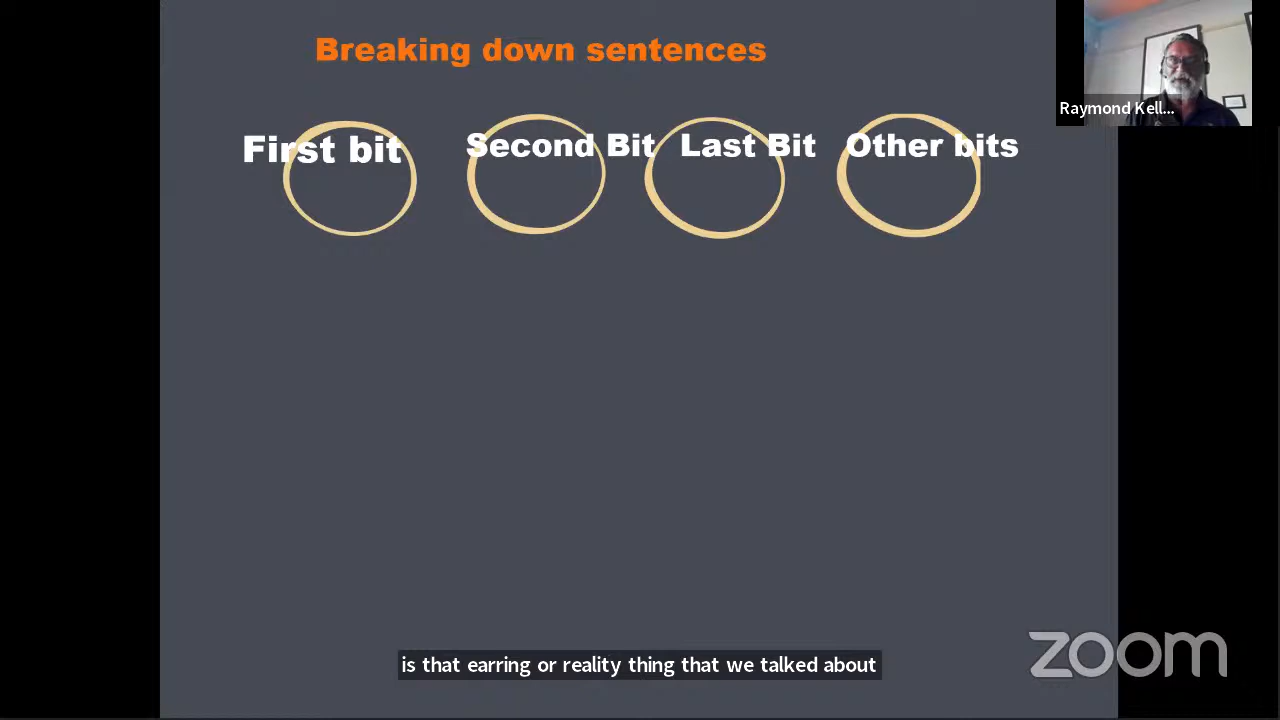 Breaking down sentences
Raymond Kell...
First bit Second Bit Last Bit Other bits
is that earring or reality thing that we talked about
zoom